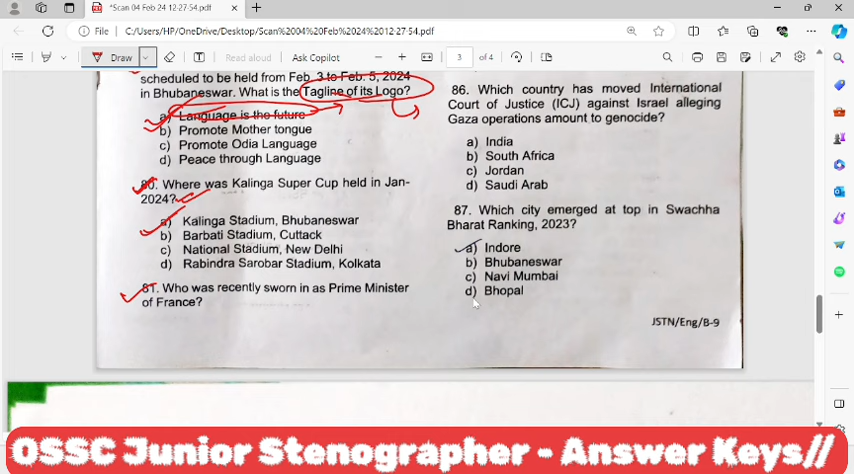 *Scan 04 Feb 24 12-27-54.pdf
File
C:/Users/HP/OneDrive/Desktop/Scan%2004%20Feb%2024%2012-27-54.pdf
Draw
Read aloud
Ask Copilot
3
of 4
scheduled to be held from Feb. 3 to Feb. 5, 2024
in Bhubaneswar. What is the Tagline of its Logo?
a) Language is the future
b) Promote Mother tongue
c) Promote Odia Language
d) Peace through Language
80. Where was Kalinga Super Cup held in Jan-
2024?
a) Kalinga Stadium, Bhubaneswar
b) Barbati Stadium, Cuttack
c) National Stadium, New Delhi
d) Rabindra Sarobar Stadium, Kolkata
81. Who was recently sworn in as Prime Minister
of France?
86. Which country has moved International
Court of Justice (ICJ) against Israel alleging
Gaza operations amount to genocide?
a) India
b) South Africa
c) Jordan
d) Saudi Arab
87. Which city emerged at top in Swachha
Bharat Ranking, 2023?
a) Indore
b) Bhubaneswar
c) Navi Mumbai
d) Bhopal
JSTN/Eng/B-9
OSSC Junior Stenographer - Answer Keys//